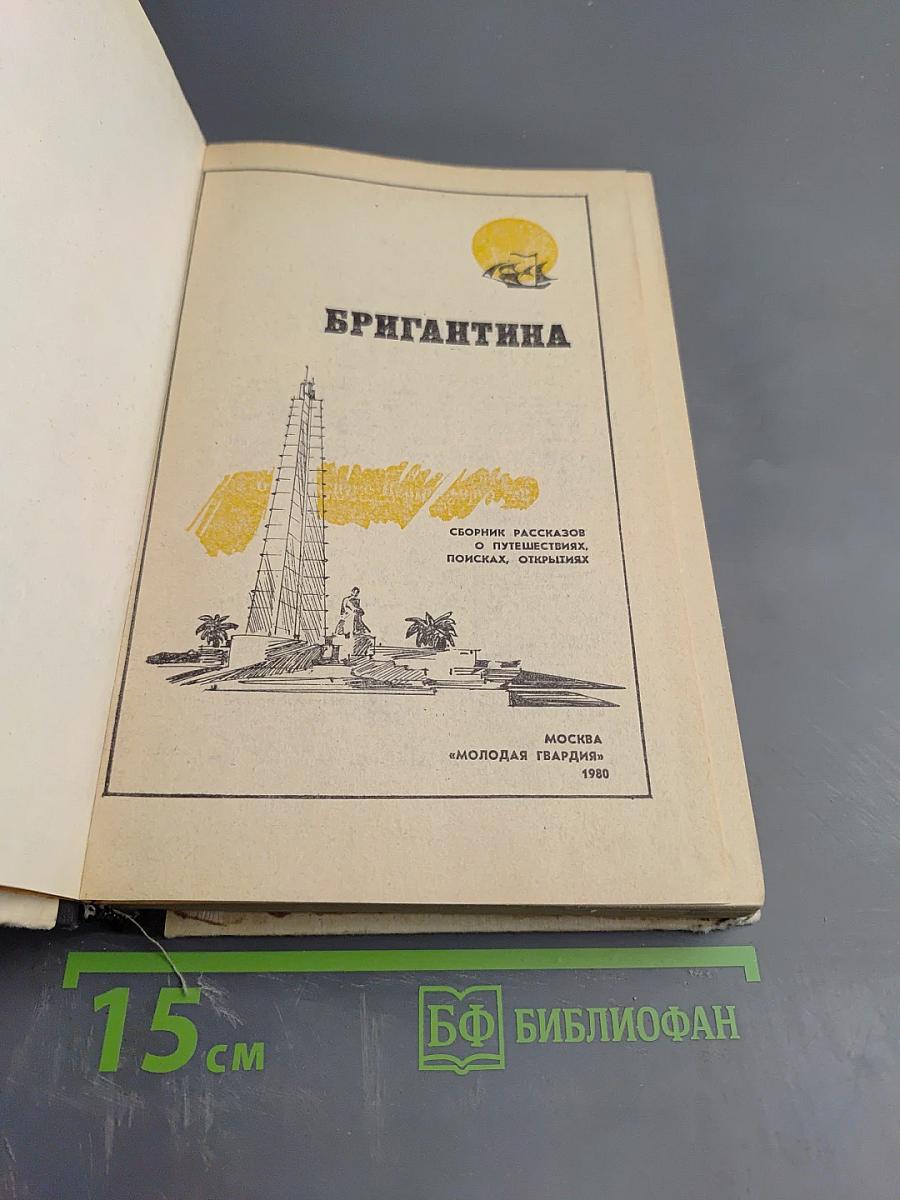 БРИГАНТИНА
СБОРНИК РАССКАЗОВ
О ПУТЕШЕСТВИЯХ,
ПОИСКАХ, ОТКРЫТИЯХ
МОСКВА
«МОЛОДАЯ ГВАРДИЯ»
1980
15 см
БФ БИБЛИОФАН